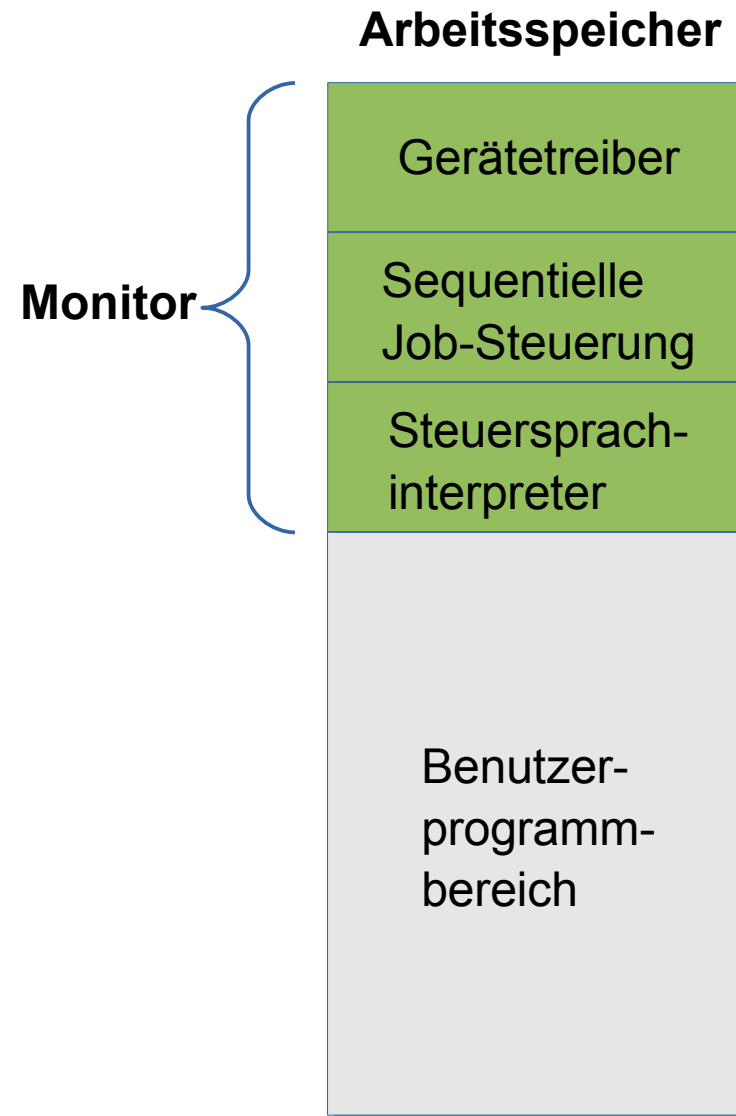 Arbeitsspeicher
Gerätetreiber
Monitor
Sequentielle
Job-Steuerung
Steuersprach-
interpreter
Benutzer-
programm-
bereich